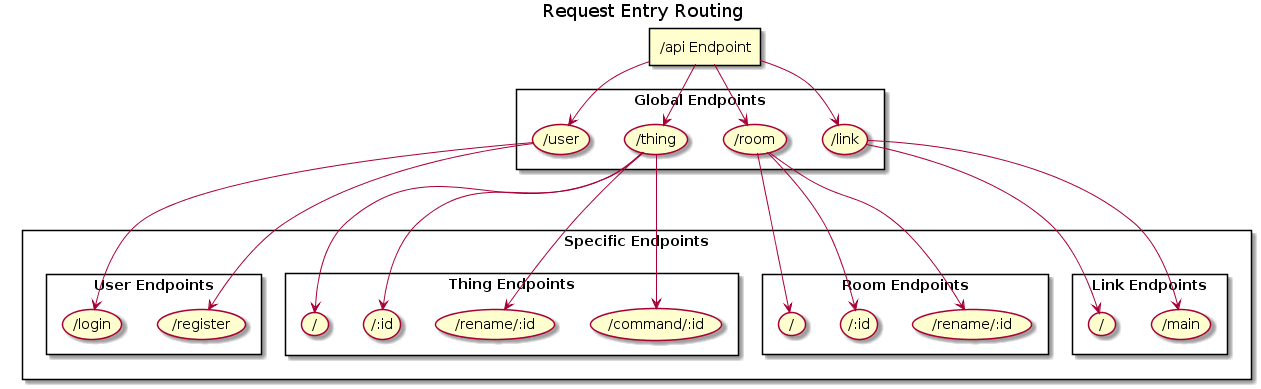 Request Entry Routing
/api Endpoint
Global Endpoints
/user
/thing
/room
/link
Specific Endpoints
User Endpoints
/login
/register
Thing Endpoints
/
/:id
/rename/:id
/command/:id
Room Endpoints
/
/:id
/rename/:id
Link Endpoints
/
/main